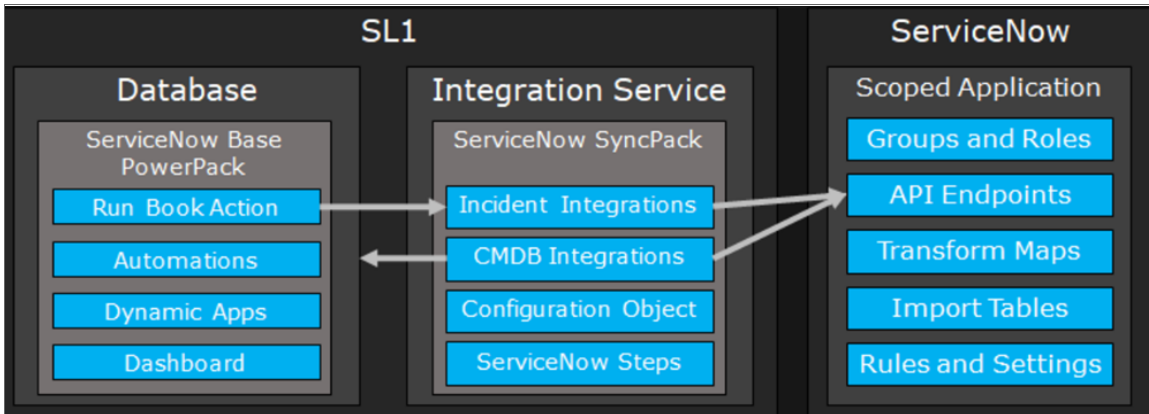 SL1
Database
ServiceNow Base
PowerPack
Run Book Action
Automations
Dynamic Apps
Dashboard
Integration Service
ServiceNow SyncPack
Incident Integrations
CMDB Integrations
Configuration Object
ServiceNow Steps
ServiceNow
Scoped Application
Groups and Roles
API Endpoints
Transform Maps
Import Tables
Rules and Settings